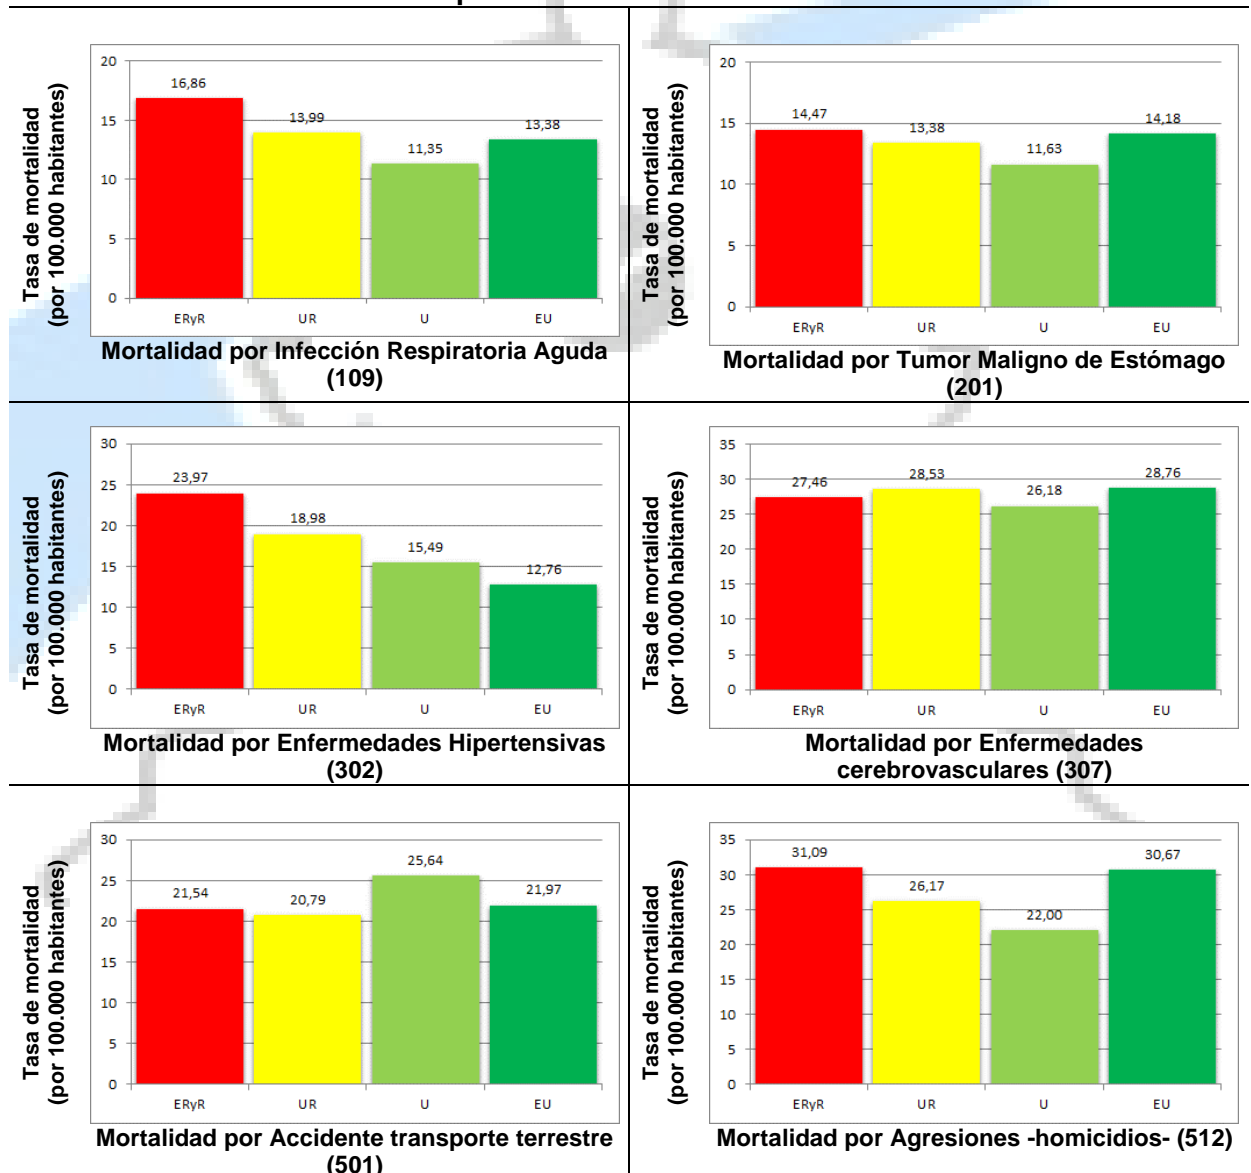 Tasa de mortalidad
(por 100.000 habitantes)
20
15
10
5
0
16,86
13,99
11,35
13,38
ERyR UR U EU
Mortalidad por Infección Respiratoria Aguda
(109)
Tasa de mortalidad
(por 100.000 habitantes)
20
15
10
5
0
14,47
13,38
11,63
14,18
ERyR UR U EU
Mortalidad por Tumor Maligno de Estómago
(201)
Tasa de mortalidad
(por 100.000 habitantes)
30
25
20
15
10
5
0
23,97
18,98
15,49
12,76
ERyR UR U EU
Mortalidad por Enfermedades Hipertensivas
(302)
Tasa de mortalidad
(por 100.000 habitantes)
35
30
25
20
15
10
5
0
27,46
28,53
26,18
28,76
ERyR UR U EU
Mortalidad por Enfermedades
cerebrovasculares (307)
Tasa de mortalidad
(por 100.000 habitantes)
30
25
20
15
10
5
0
21,54
20,79
25,64
21,97
ERyR UR U EU
Mortalidad por Accidente transporte terrestre
(501)
Tasa de mortalidad
(por 100.000 habitantes)
35
30
25
20
15
10
5
0
31,09
26,17
22,00
30,67
ERyR UR U EU
Mortalidad por Agresiones -homicidios- (512)